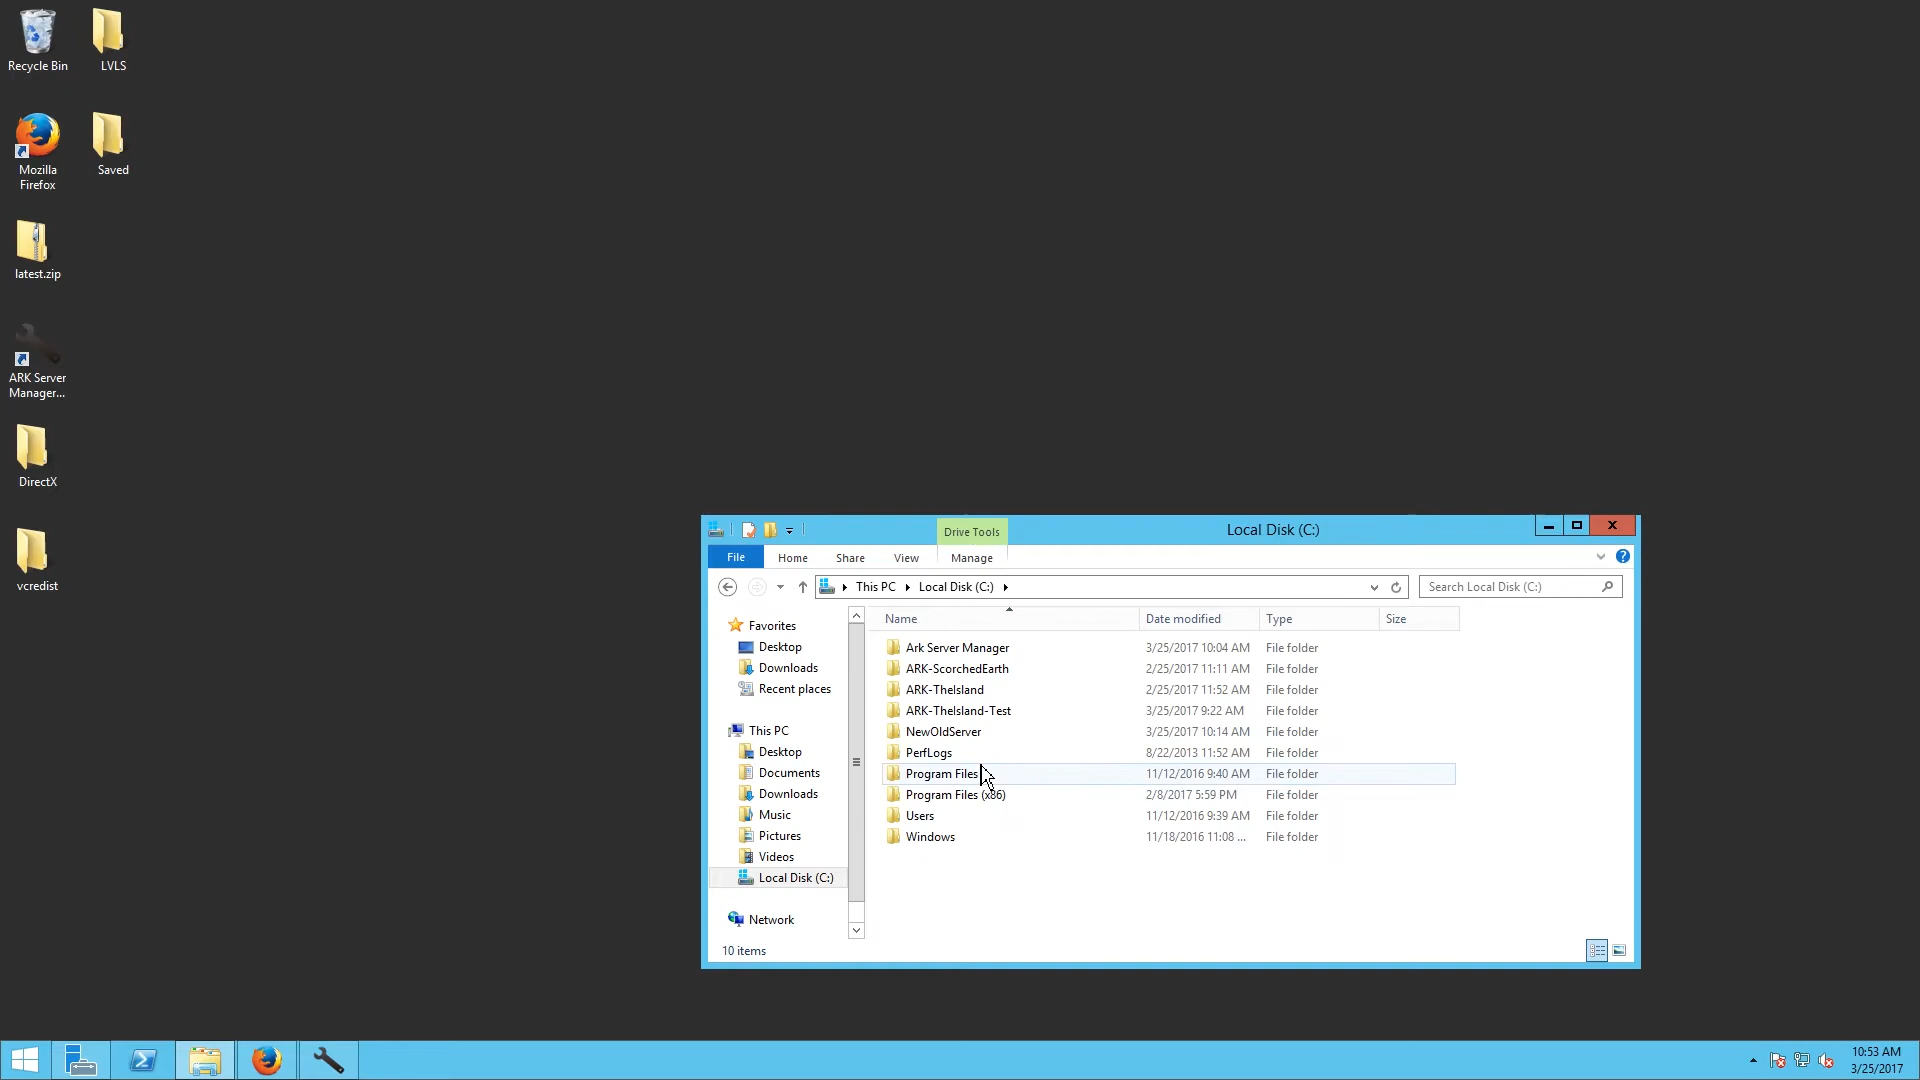 Recycle Bin
LVLS
Mozilla
Firefox
Saved
latest.zip
ARK Server
Manager...
DirectX
vcredist
Drive Tools
Local Disk (C:)
File
Home
Share
View
Manage
This PC
Local Disk (C:)
Search Local Disk (C:)
Favorites
Desktop
Downloads
Recent places
This PC
Desktop
Documents
Downloads
Music
Pictures
Videos
Local Disk (C:)
Network
Name Date modified Type Size
Ark Server Manager 3/25/2017 10:04 AM File folder
ARK-ScorchedEarth 2/25/2017 11:11 AM File folder
ARK-TheIsland 2/25/2017 11:52 AM File folder
ARK-TheIsland-Test 3/25/2017 9:22 AM File folder
NewOldServer 3/25/2017 10:14 AM File folder
PerfLogs 8/22/2013 11:52 AM File folder
Program Files 11/12/2016 9:40 AM File folder
Program Files (x86) 2/8/2017 5:59 PM File folder
Users 11/12/2016 9:39 AM File folder
Windows 11/18/2016 11:08 ... File folder
10 items
10:53 AM
3/25/2017